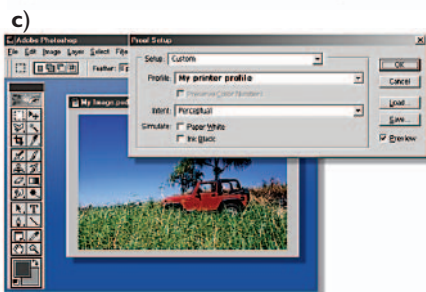 c)
Adobe Photoshop
File Edit Image Layer Select
Feather:
My Image.psd
Proof Setup
Setup: Custom
Profile: My printer profile
Preserve Color Numbers
Intent: Perceptual
Simulate: Paper White
Ink Black
OK
Cancel
Load...
Save...
Preview